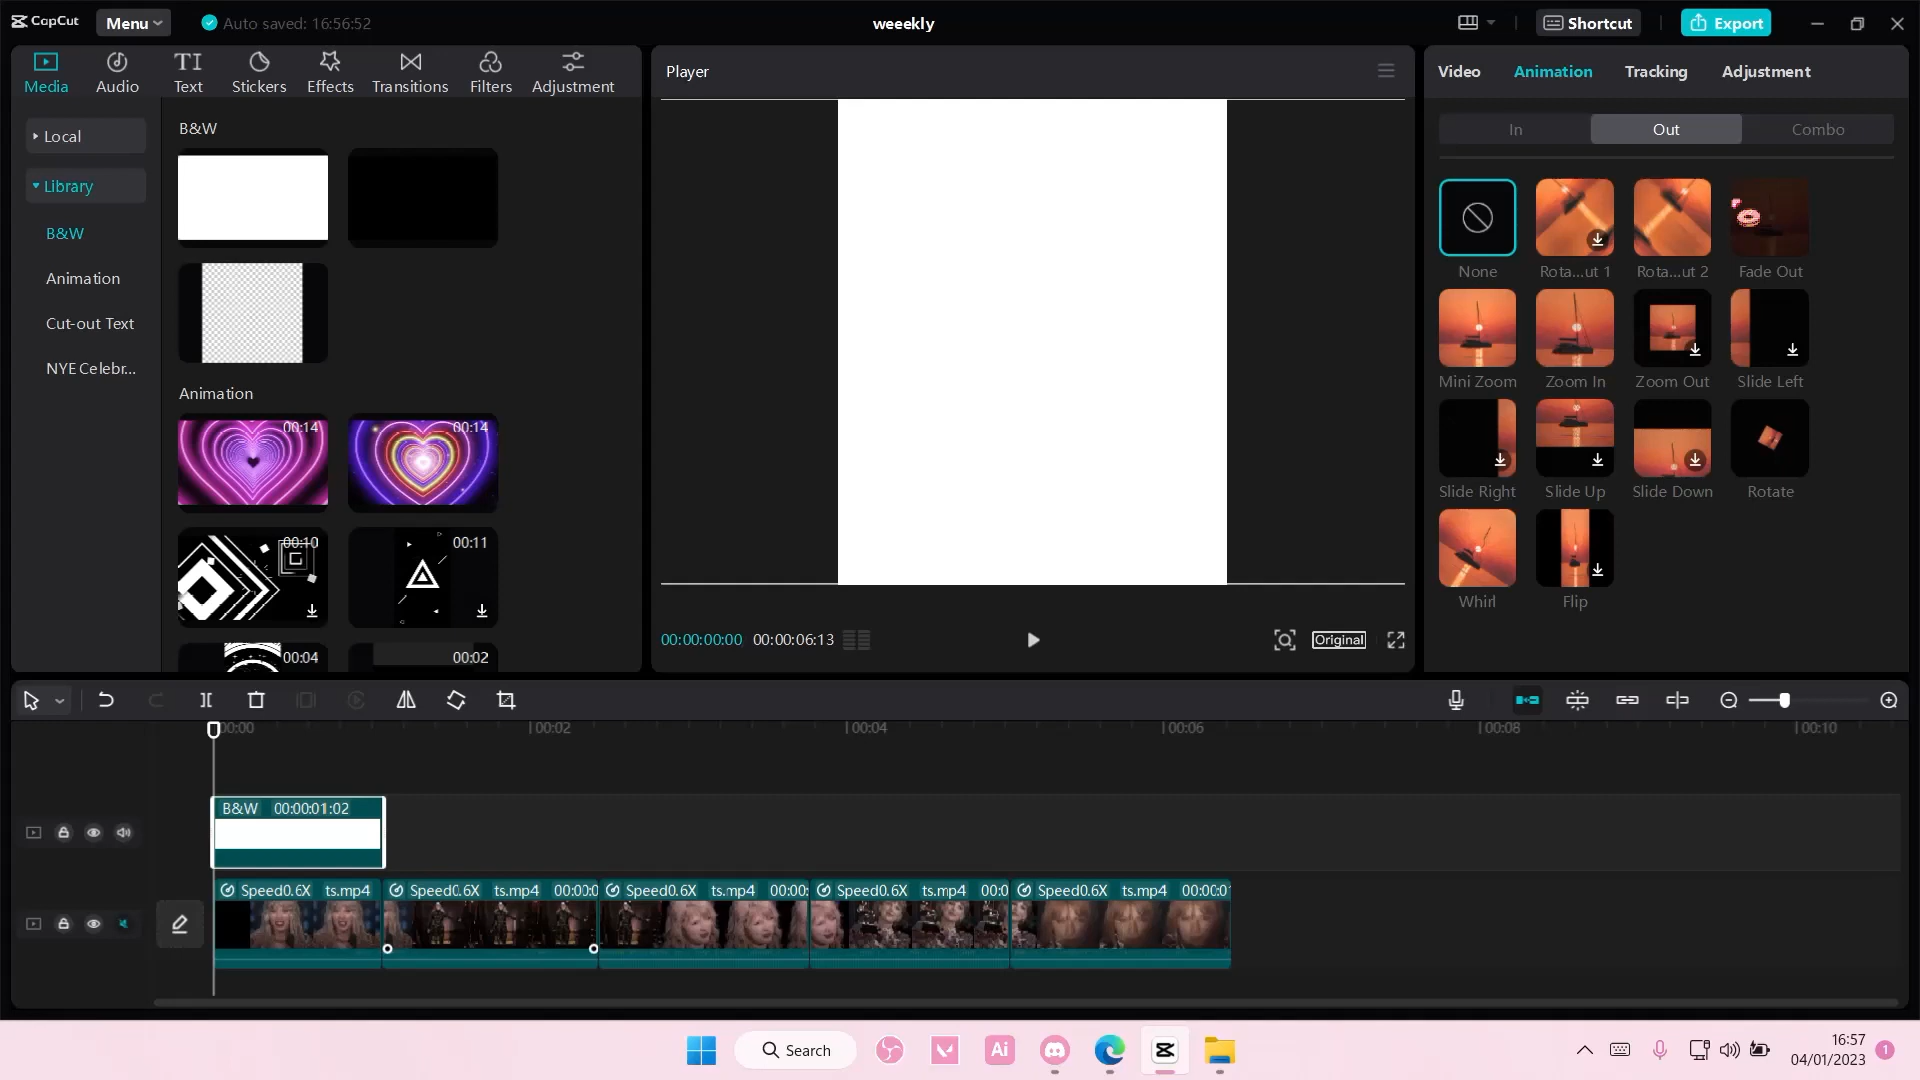 CapCut
Menu
Auto saved: 16:56:52
weeekly
Shortcut
Export
Media
Audio
Text
Stickers
Effects
Transitions
Filters
Adjustment
Local
Library
B&W
Animation
Cut-out Text
NYE Celebr...
B&W
Animation
00:14
00:14
00:10
00:11
00:04
00:02
Player
00:00:00:00
00:00:06:13
Original
Video
Animation
Tracking
Adjustment
In
Out
Combo
None
Rota...ut 1
Rota...ut 2
Fade Out
Mini Zoom
Zoom In
Zoom Out
Slide Left
Slide Right
Slide Up
Slide Down
Rotate
Whirl
Flip
00:00
00:02
00:04
00:06
00:08
00:10
B&W 00:00:01:02
Speed0.6X ts.mp4
Speed0.6X ts.mp4 00:00:0
Speed0.6X ts.mp4 00:00:
Speed0.6X ts.mp4 00:0
Speed0.6X ts.mp4 00:00:01
Search
Ai
16:57
04/01/2023
1